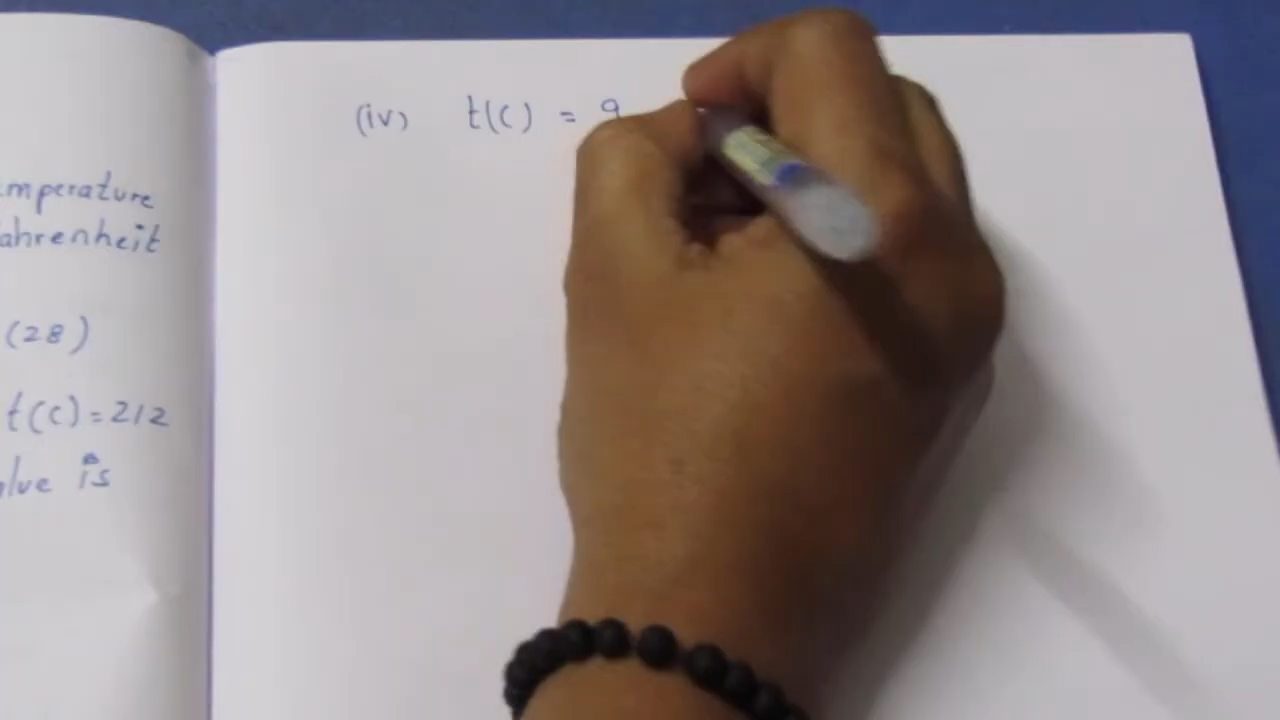 mperature
ahrenheit
(28)
t(c)=212
lue is
(iv) t(c) = 9